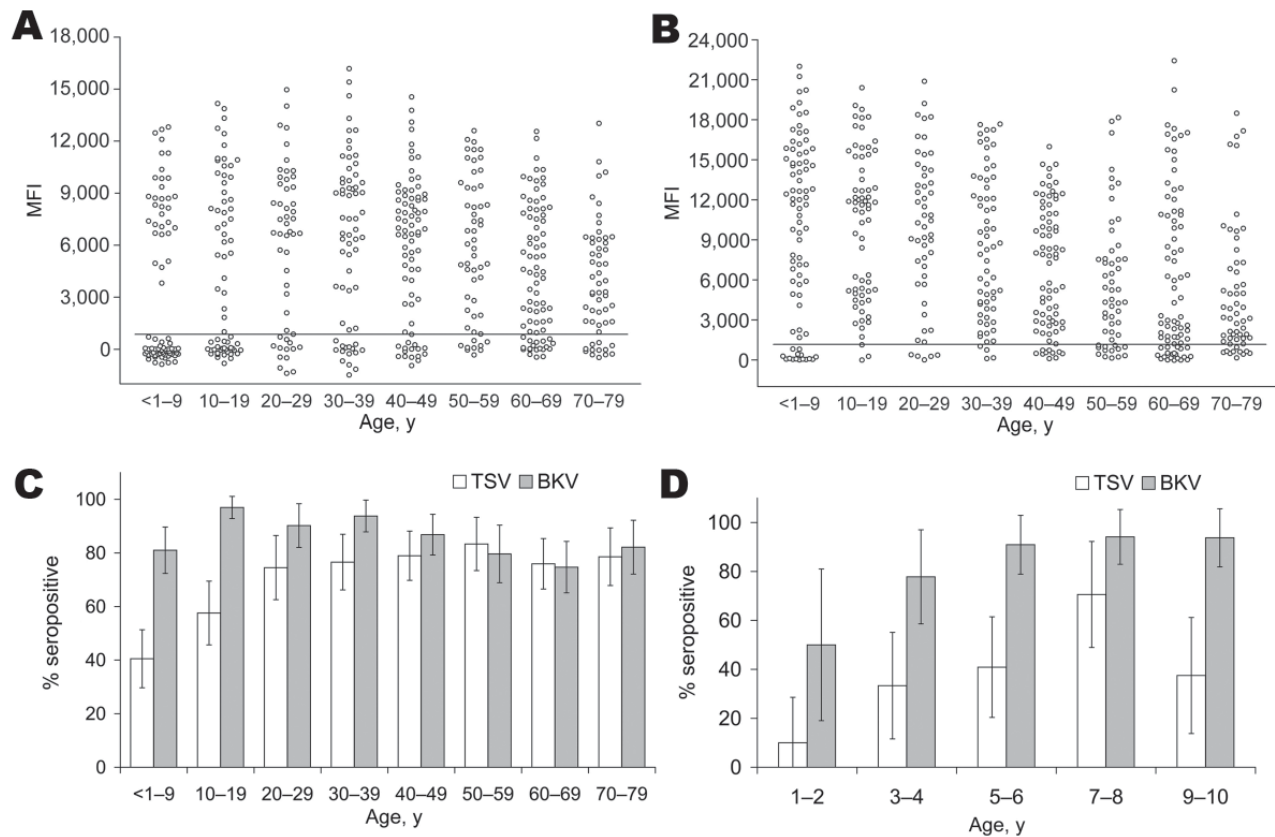 A
18,000
15,000
12,000
9,000
6,000
3,000
0
MFI
<1–9 10–19 20–29 30–39 40–49 50–59 60–69 70–79
Age, y
B
24,000
21,000
18,000
15,000
12,000
9,000
6,000
3,000
0
MFI
<1–9 10–19 20–29 30–39 40–49 50–59 60–69 70–79
Age, y
C
TSV BKV
100
80
60
40
20
0
% seropositive
<1–9 10–19 20–29 30–39 40–49 50–59 60–69 70–79
Age, y
D
TSV BKV
100
80
60
40
20
0
% seropositive
1–2 3–4 5–6 7–8 9–10
Age, y